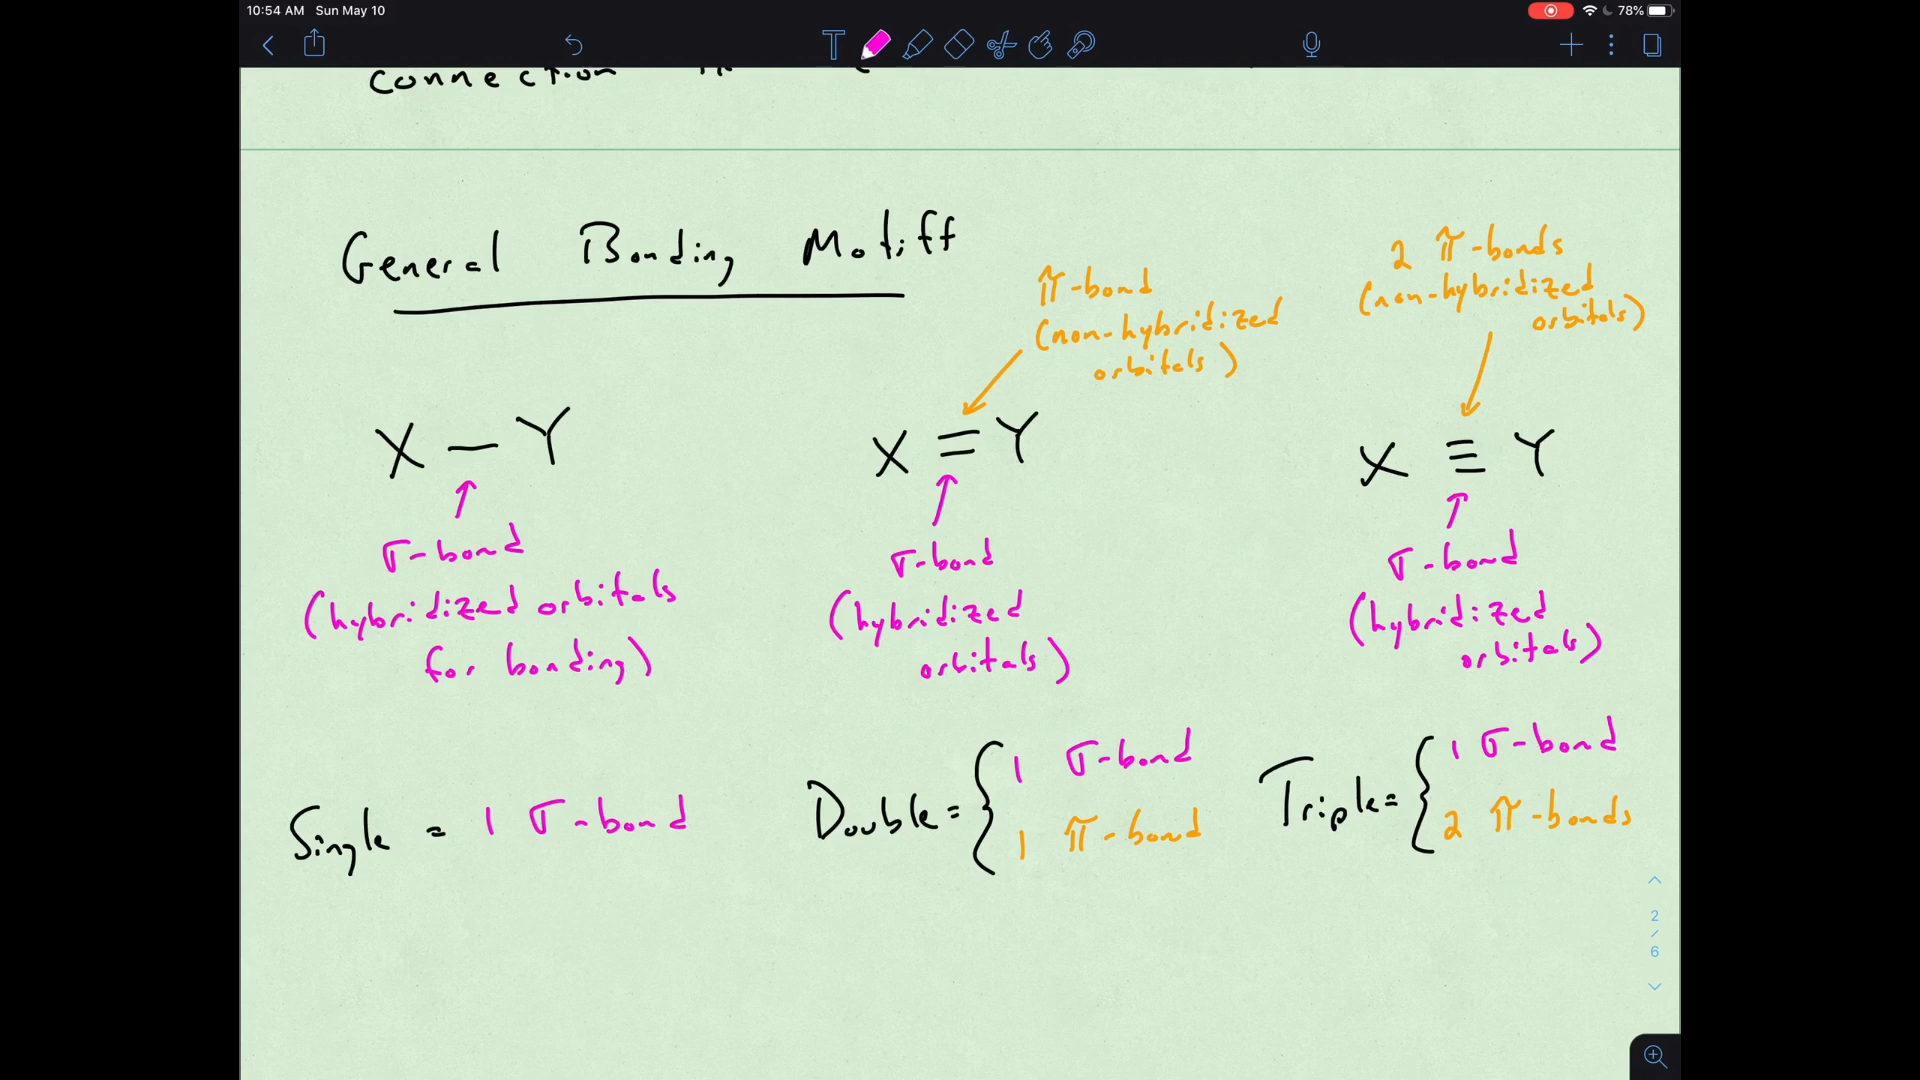 10:54 AM Sun May 10
78%
T
connection
General Bonding Motiff
π-bond
(non-hybridized
orbitals)
2 π-bonds
(non-hybridized
orbitals)
X — Y
X = Y
X ≡ Y
σ-bond
(hybridized orbitals
for bonding)
σ-bond
(hybridized
orbitals)
σ-bond
(hybridized
orbitals)
Single = 1 σ-bond
Double = { 1 σ-bond
1 π-bond
Triple = { 1 σ-bond
2 π-bonds
2
/
6